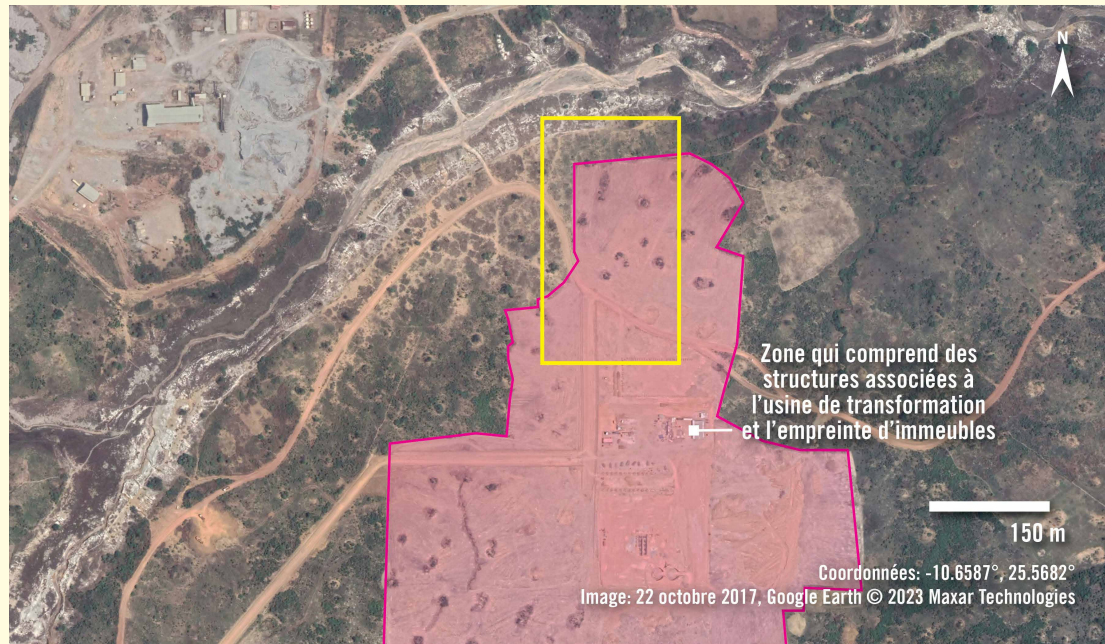 N
Zone qui comprend des
structures associées à
l’usine de transformation
et l’empreinte d’immeubles
150 m
Coordonnées: -10.6587°, 25.5682°
Image: 22 octobre 2017, Google Earth © 2023 Maxar Technologies